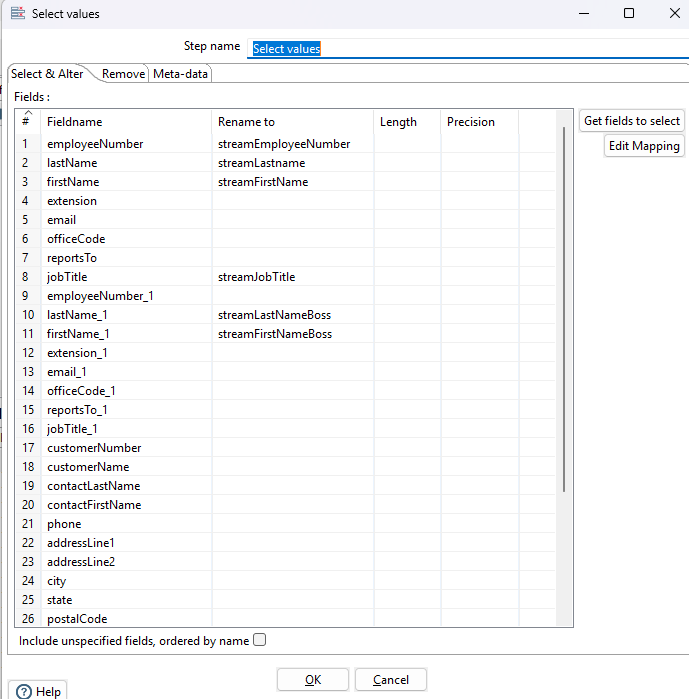 Select values
Step name Select values
Select & Alter Remove Meta-data
Fields :
# Fieldname Rename to Length Precision
Get fields to select
Edit Mapping
1 employeeNumber streamEmployeeNumber
2 lastName streamLastname
3 firstName streamFirstName
4 extension
5 email
6 officeCode
7 reportsTo
8 jobTitle streamJobTitle
9 employeeNumber_1
10 lastName_1 streamLastNameBoss
11 firstName_1 streamFirstNameBoss
12 extension_1
13 email_1
14 officeCode_1
15 reportsTo_1
16 jobTitle_1
17 customerNumber
18 customerName
19 contactLastName
20 contactFirstName
21 phone
22 addressLine1
23 addressLine2
24 city
25 state
26 postalCode
Include unspecified fields, ordered by name
OK Cancel
? Help